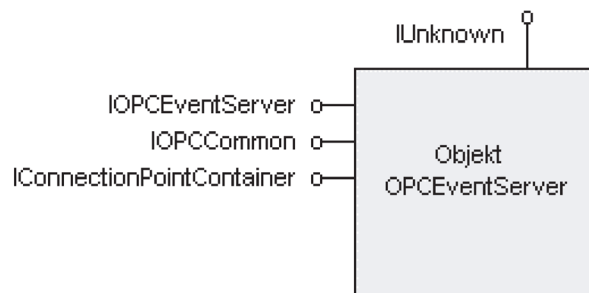 IUnknown
IOPCEventServer
IOPCCommon
IConnectionPointContainer
Objekt
OPCEventServer